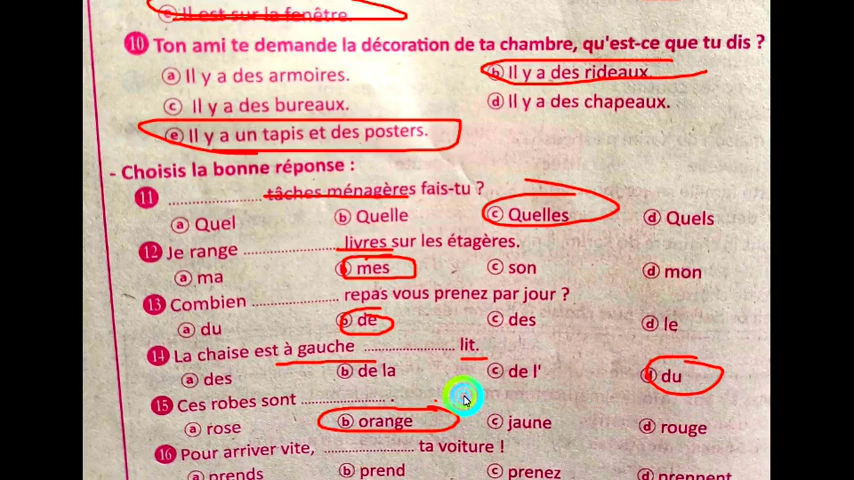 ⓔ Il est sur la fenêtre.
10 Ton ami te demande la décoration de ta chambre, qu'est-ce que tu dis ?
ⓐ Il y a des armoires. ⓑ Il y a des rideaux.
ⓒ Il y a des bureaux. ⓓ Il y a des chapeaux.
ⓔ Il y a un tapis et des posters.
- Choisis la bonne réponse :
11 .................... tâches ménagères fais-tu ?
ⓐ Quel ⓑ Quelle ⓒ Quelles ⓓ Quels
12 Je range .................... livres sur les étagères.
ⓐ ma ⓑ mes ⓒ son ⓓ mon
13 Combien .................... repas vous prenez par jour ?
ⓐ du ⓑ de ⓒ des ⓓ le
14 La chaise est à gauche .................... lit.
ⓐ des ⓑ de la ⓒ de l' ⓓ du
15 Ces robes sont .................... .
ⓐ rose ⓑ orange ⓒ jaune ⓓ rouge
16 Pour arriver vite, .................... ta voiture !
ⓐ prends ⓑ prend ⓒ prenez ⓓ prennent